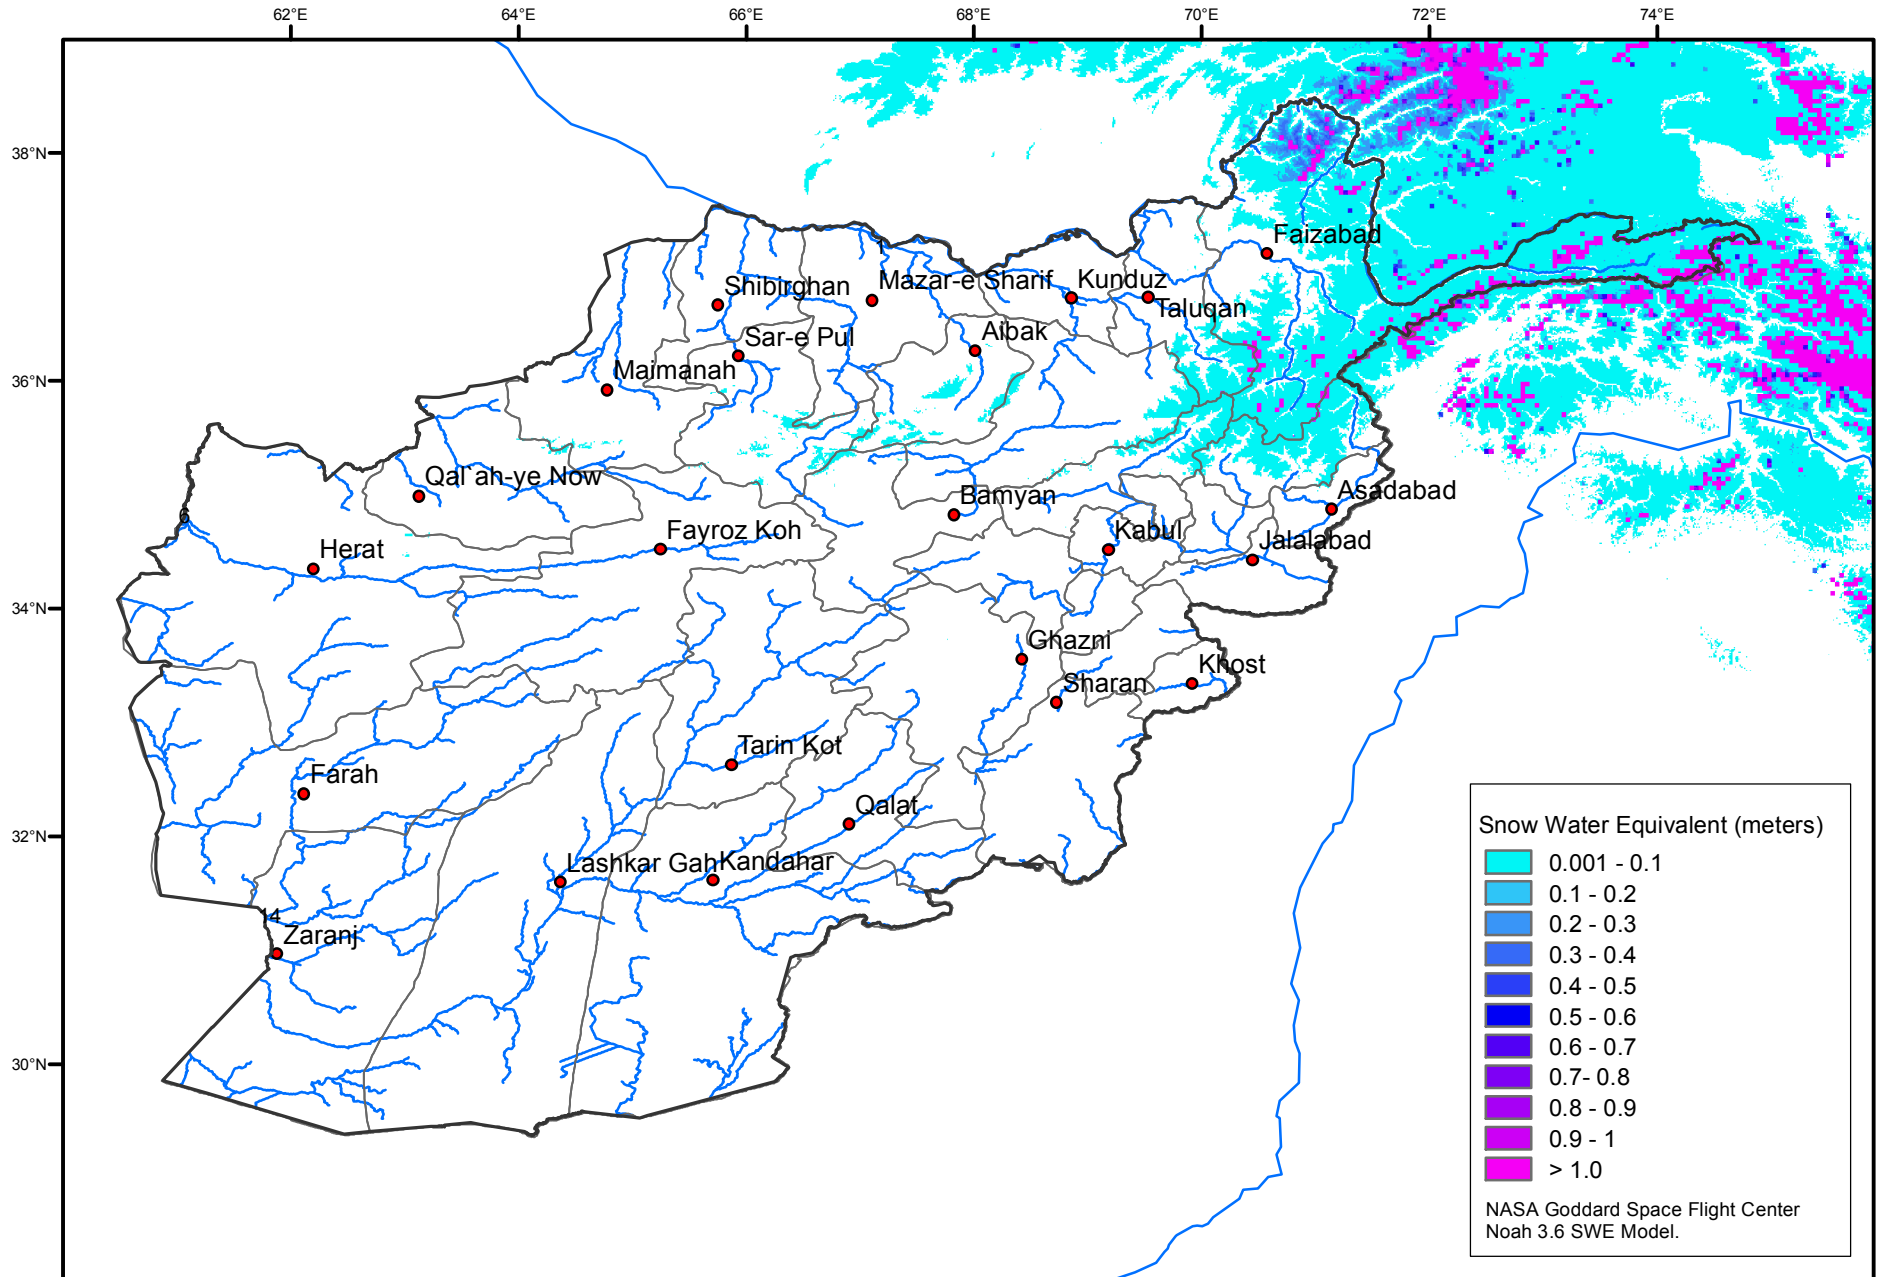 62°E 64°E 66°E 68°E 70°E 72°E 74°E
38°N
36°N
34°N
32°N
30°N
Faizabad
1
Shibirghan
Mazar-e Sharif
Kunduz
Taluqan
Sar-e Pul
Aibak
Maimanah
Qal`ah-ye Now
Bamyan
Asadabad
6
Fayroz Koh
Kabul
Jalalabad
Herat
Ghazni
Khost
Sharan
Tarin Kot
Farah
Qalat
Lashkar Gah
Kandahar
14
Zaranj
Snow Water Equivalent (meters)
0.001 - 0.1
0.1 - 0.2
0.2 - 0.3
0.3 - 0.4
0.4 - 0.5
0.5 - 0.6
0.6 - 0.7
0.7- 0.8
0.8 - 0.9
0.9 - 1
> 1.0
NASA Goddard Space Flight Center
Noah 3.6 SWE Model.